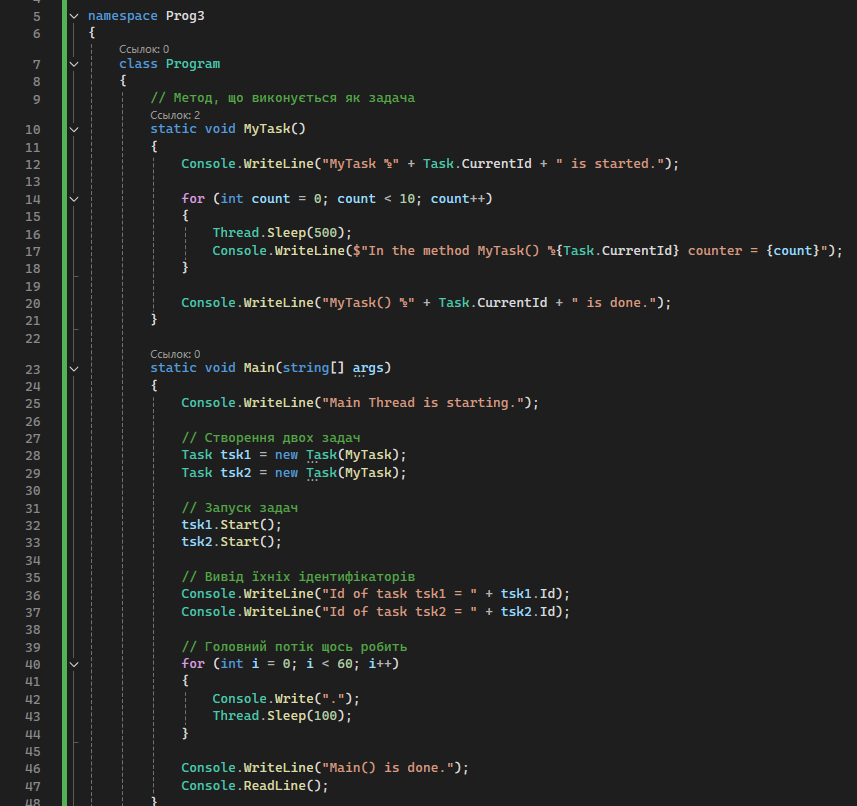 4
5 namespace Prog3
6 {
Ссылок: 0
7 class Program
8 {
9 // Метод, що виконується як задача
Ссылок: 2
10 static void MyTask()
11 {
12 Console.WriteLine("MyTask №" + Task.CurrentId + " is started.");
13
14 for (int count = 0; count < 10; count++)
15 {
16 Thread.Sleep(500);
17 Console.WriteLine($"In the method MyTask() №{Task.CurrentId} counter = {count}");
18 }
19
20 Console.WriteLine("MyTask() №" + Task.CurrentId + " is done.");
21 }
22
Ссылок: 0
23 static void Main(string[] args)
24 {
25 Console.WriteLine("Main Thread is starting.");
26
27 // Створення двох задач
28 Task tsk1 = new Task(MyTask);
29 Task tsk2 = new Task(MyTask);
30
31 // Запуск задач
32 tsk1.Start();
33 tsk2.Start();
34
35 // Вивід їхніх ідентифікаторів
36 Console.WriteLine("Id of task tsk1 = " + tsk1.Id);
37 Console.WriteLine("Id of task tsk2 = " + tsk2.Id);
38
39 // Головний потік щось робить
40 for (int i = 0; i < 60; i++)
41 {
42 Console.Write(".");
43 Thread.Sleep(100);
44 }
45
46 Console.WriteLine("Main() is done.");
47 Console.ReadLine();
48 }